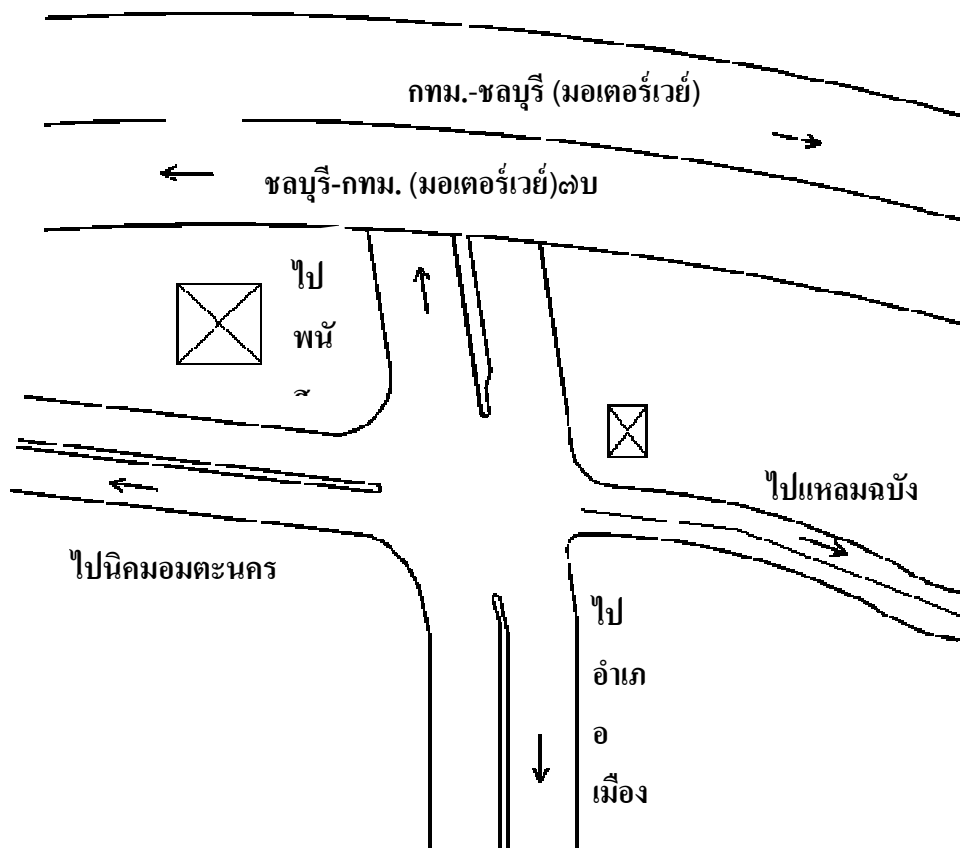 กทม.-ชลบุรี (มอเตอร์เวย์)
ชลบุรี-กทม. (มอเตอร์เวย์)๗บ
ไป
พนั
ไปแหลมฉบัง
ไปนิคมอมตะนคร
ไป
อำเภ
อ
เมือง